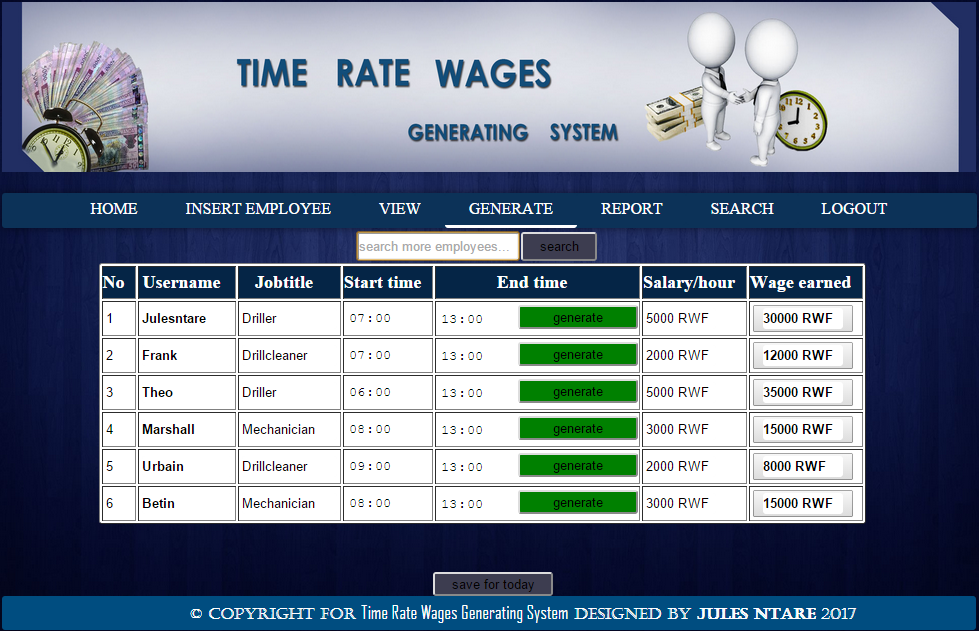 TIME RATE WAGES
GENERATING SYSTEM
HOME INSERT EMPLOYEE VIEW GENERATE REPORT SEARCH LOGOUT
search more employees... search
No Username Jobtitle Start time End time Salary/hour Wage earned
1 Julesntare Driller 07:00 13:00 generate 5000 RWF 30000 RWF
2 Frank Drillcleaner 07:00 13:00 generate 2000 RWF 12000 RWF
3 Theo Driller 06:00 13:00 generate 5000 RWF 35000 RWF
4 Marshall Mechanician 08:00 13:00 generate 3000 RWF 15000 RWF
5 Urbain Drillcleaner 09:00 13:00 generate 2000 RWF 8000 RWF
6 Betin Mechanician 08:00 13:00 generate 3000 RWF 15000 RWF
save for today
© COPYRIGHT FOR Time Rate Wages Generating System DESIGNED BY JULES NTARE 2017